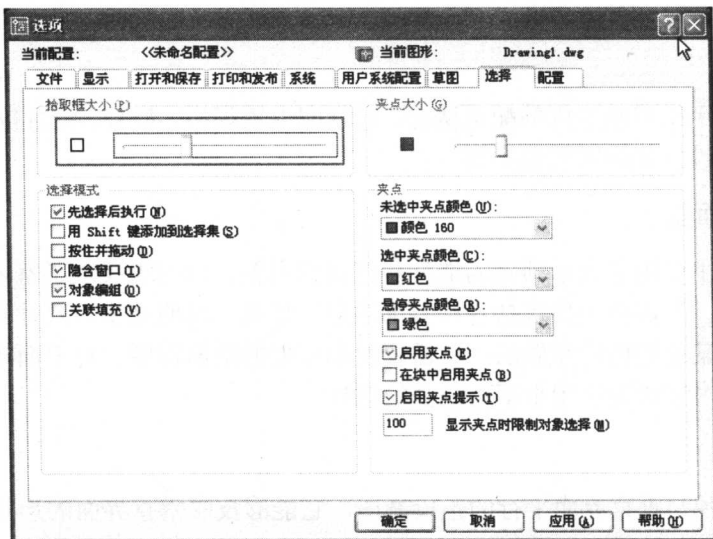 选项
当前配置: <<未命名配置>> 当前图形: Drawing1.dwg
文件 显示 打开和保存 打印和发布 系统 用户系统配置 草图 选择 配置
拾取框大小(P) 夹点大小(G)
选择模式
先选择后执行(N)
用 Shift 键添加到选择集(S)
按住并拖动(D)
隐含窗口(I)
对象编组(O)
关联填充(V)
夹点
未选中夹点颜色(U):
颜色 160
选中夹点颜色(C):
红色
悬停夹点颜色(R):
绿色
启用夹点(E)
在块中启用夹点(B)
启用夹点提示(T)
100 显示夹点时限制对象选择(M)
确定 取消 应用(A) 帮助(H)